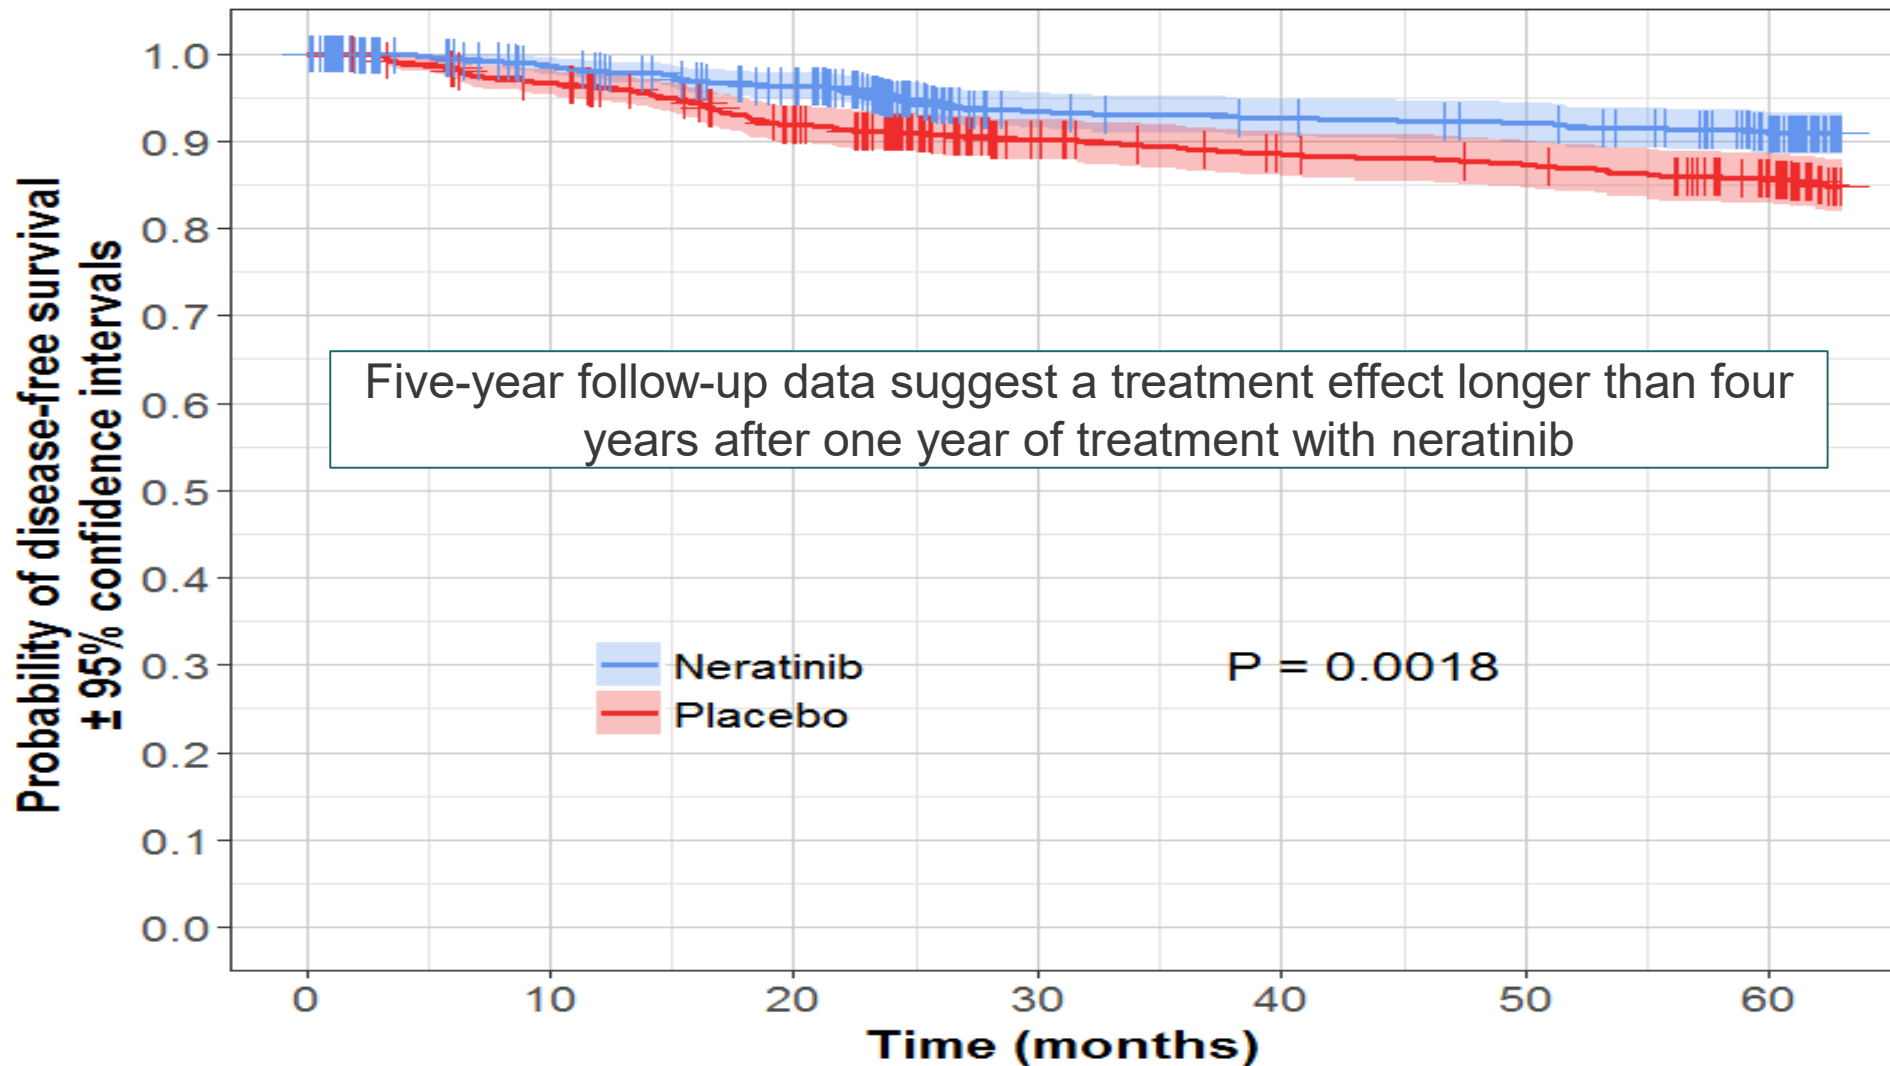 Probability of disease-free survival
± 95% confidence intervals
1.0
0.9
0.8
0.7
0.6
0.5
0.4
0.3
0.2
0.1
0.0
Five-year follow-up data suggest a treatment effect longer than four
years after one year of treatment with neratinib
Neratinib
Placebo
P = 0.0018
0 10 20 30 40 50 60
Time (months)